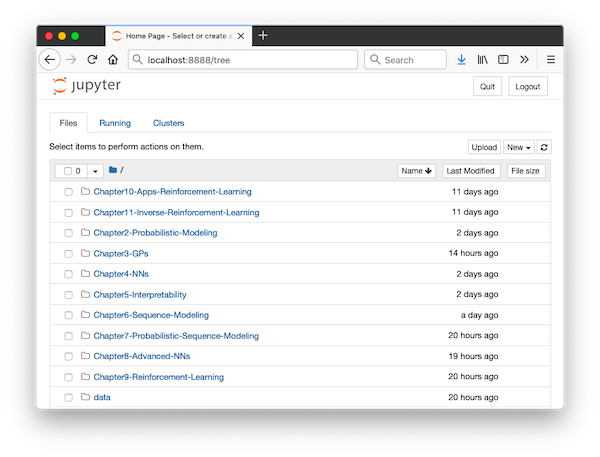 Home Page - Select or create a
localhost:8888/tree
Search
jupyter
Quit
Logout
Files
Running
Clusters
Select items to perform actions on them.
Upload
New
0
/
Name
Last Modified
File size
Chapter10-Apps-Reinforcement-Learning 11 days ago
Chapter11-Inverse-Reinforcement-Learning 11 days ago
Chapter2-Probabilistic-Modeling 2 days ago
Chapter3-GPs 14 hours ago
Chapter4-NNs 2 days ago
Chapter5-Interpretability 2 days ago
Chapter6-Sequence-Modeling a day ago
Chapter7-Probabilistic-Sequence-Modeling 20 hours ago
Chapter8-Advanced-NNs 19 hours ago
Chapter9-Reinforcement-Learning 20 hours ago
data 20 hours ago